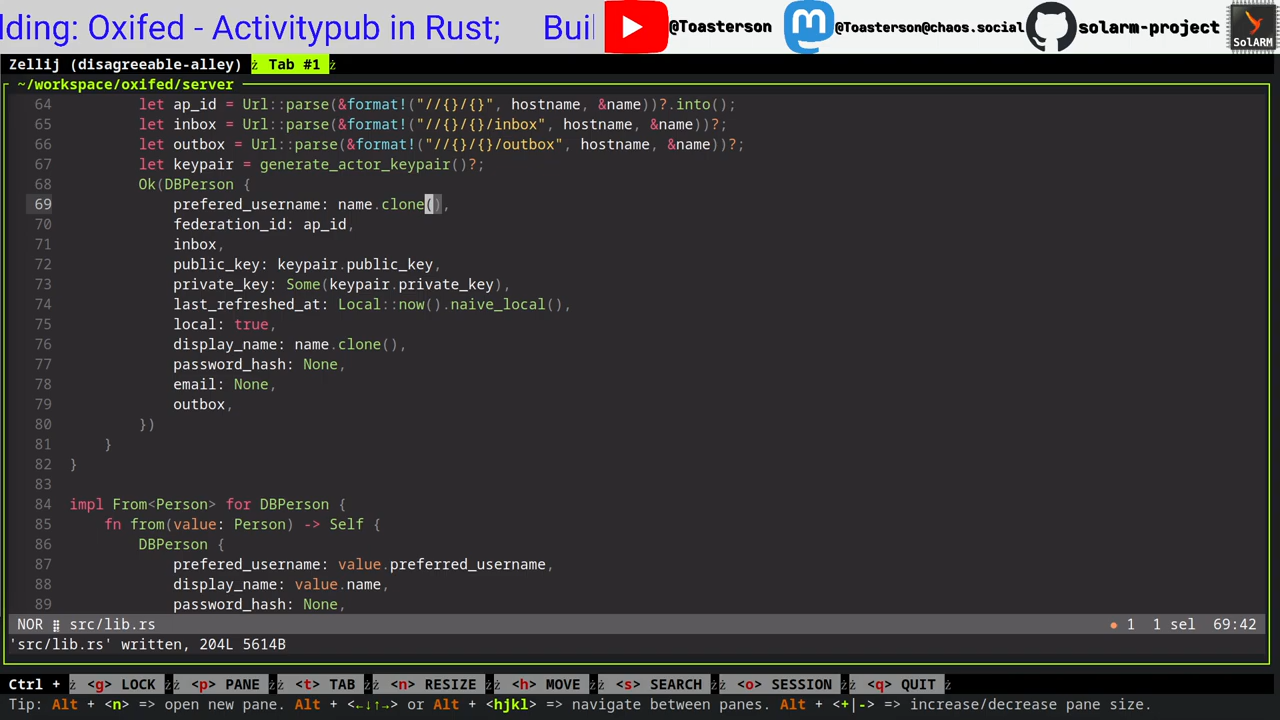 lding: Oxifed - Activitypub in Rust;    Buil
@Toasterson
@Toasterson@chaos.social
solarm-project
SolARM
Zellij (disagreeable-alley)  Tab #1
~/workspace/oxifed/server
64         let ap_id = Url::parse(&format!("//{}/{}", hostname, &name))?.into();
65         let inbox = Url::parse(&format!("//{}/{}/inbox", hostname, &name))?;
66         let outbox = Url::parse(&format!("//{}/{}/outbox", hostname, &name))?;
67         let keypair = generate_actor_keypair()?;
68         Ok(DBPerson {
69             prefered_username: name.clone(),
70             federation_id: ap_id,
71             inbox,
72             public_key: keypair.public_key,
73             private_key: Some(keypair.private_key),
74             last_refreshed_at: Local::now().naive_local(),
75             local: true,
76             display_name: name.clone(),
77             password_hash: None,
78             email: None,
79             outbox,
80         })
81     }
82 }
83
84 impl From<Person> for DBPerson {
85     fn from(value: Person) -> Self {
86         DBPerson {
87             prefered_username: value.preferred_username,
88             display_name: value.name,
89             password_hash: None,
NOR ⣾ src/lib.rs ● 1  1 sel  69:42
'src/lib.rs' written, 204L 5614B
Ctrl +  <g> LOCK  <p> PANE  <t> TAB  <n> RESIZE  <h> MOVE  <s> SEARCH  <o> SESSION  <q> QUIT
Tip: Alt + <n> => open new pane. Alt + <←↓↑→> or Alt + <hjkl> => navigate between panes. Alt + <+|-> => increase/decrease pane size.